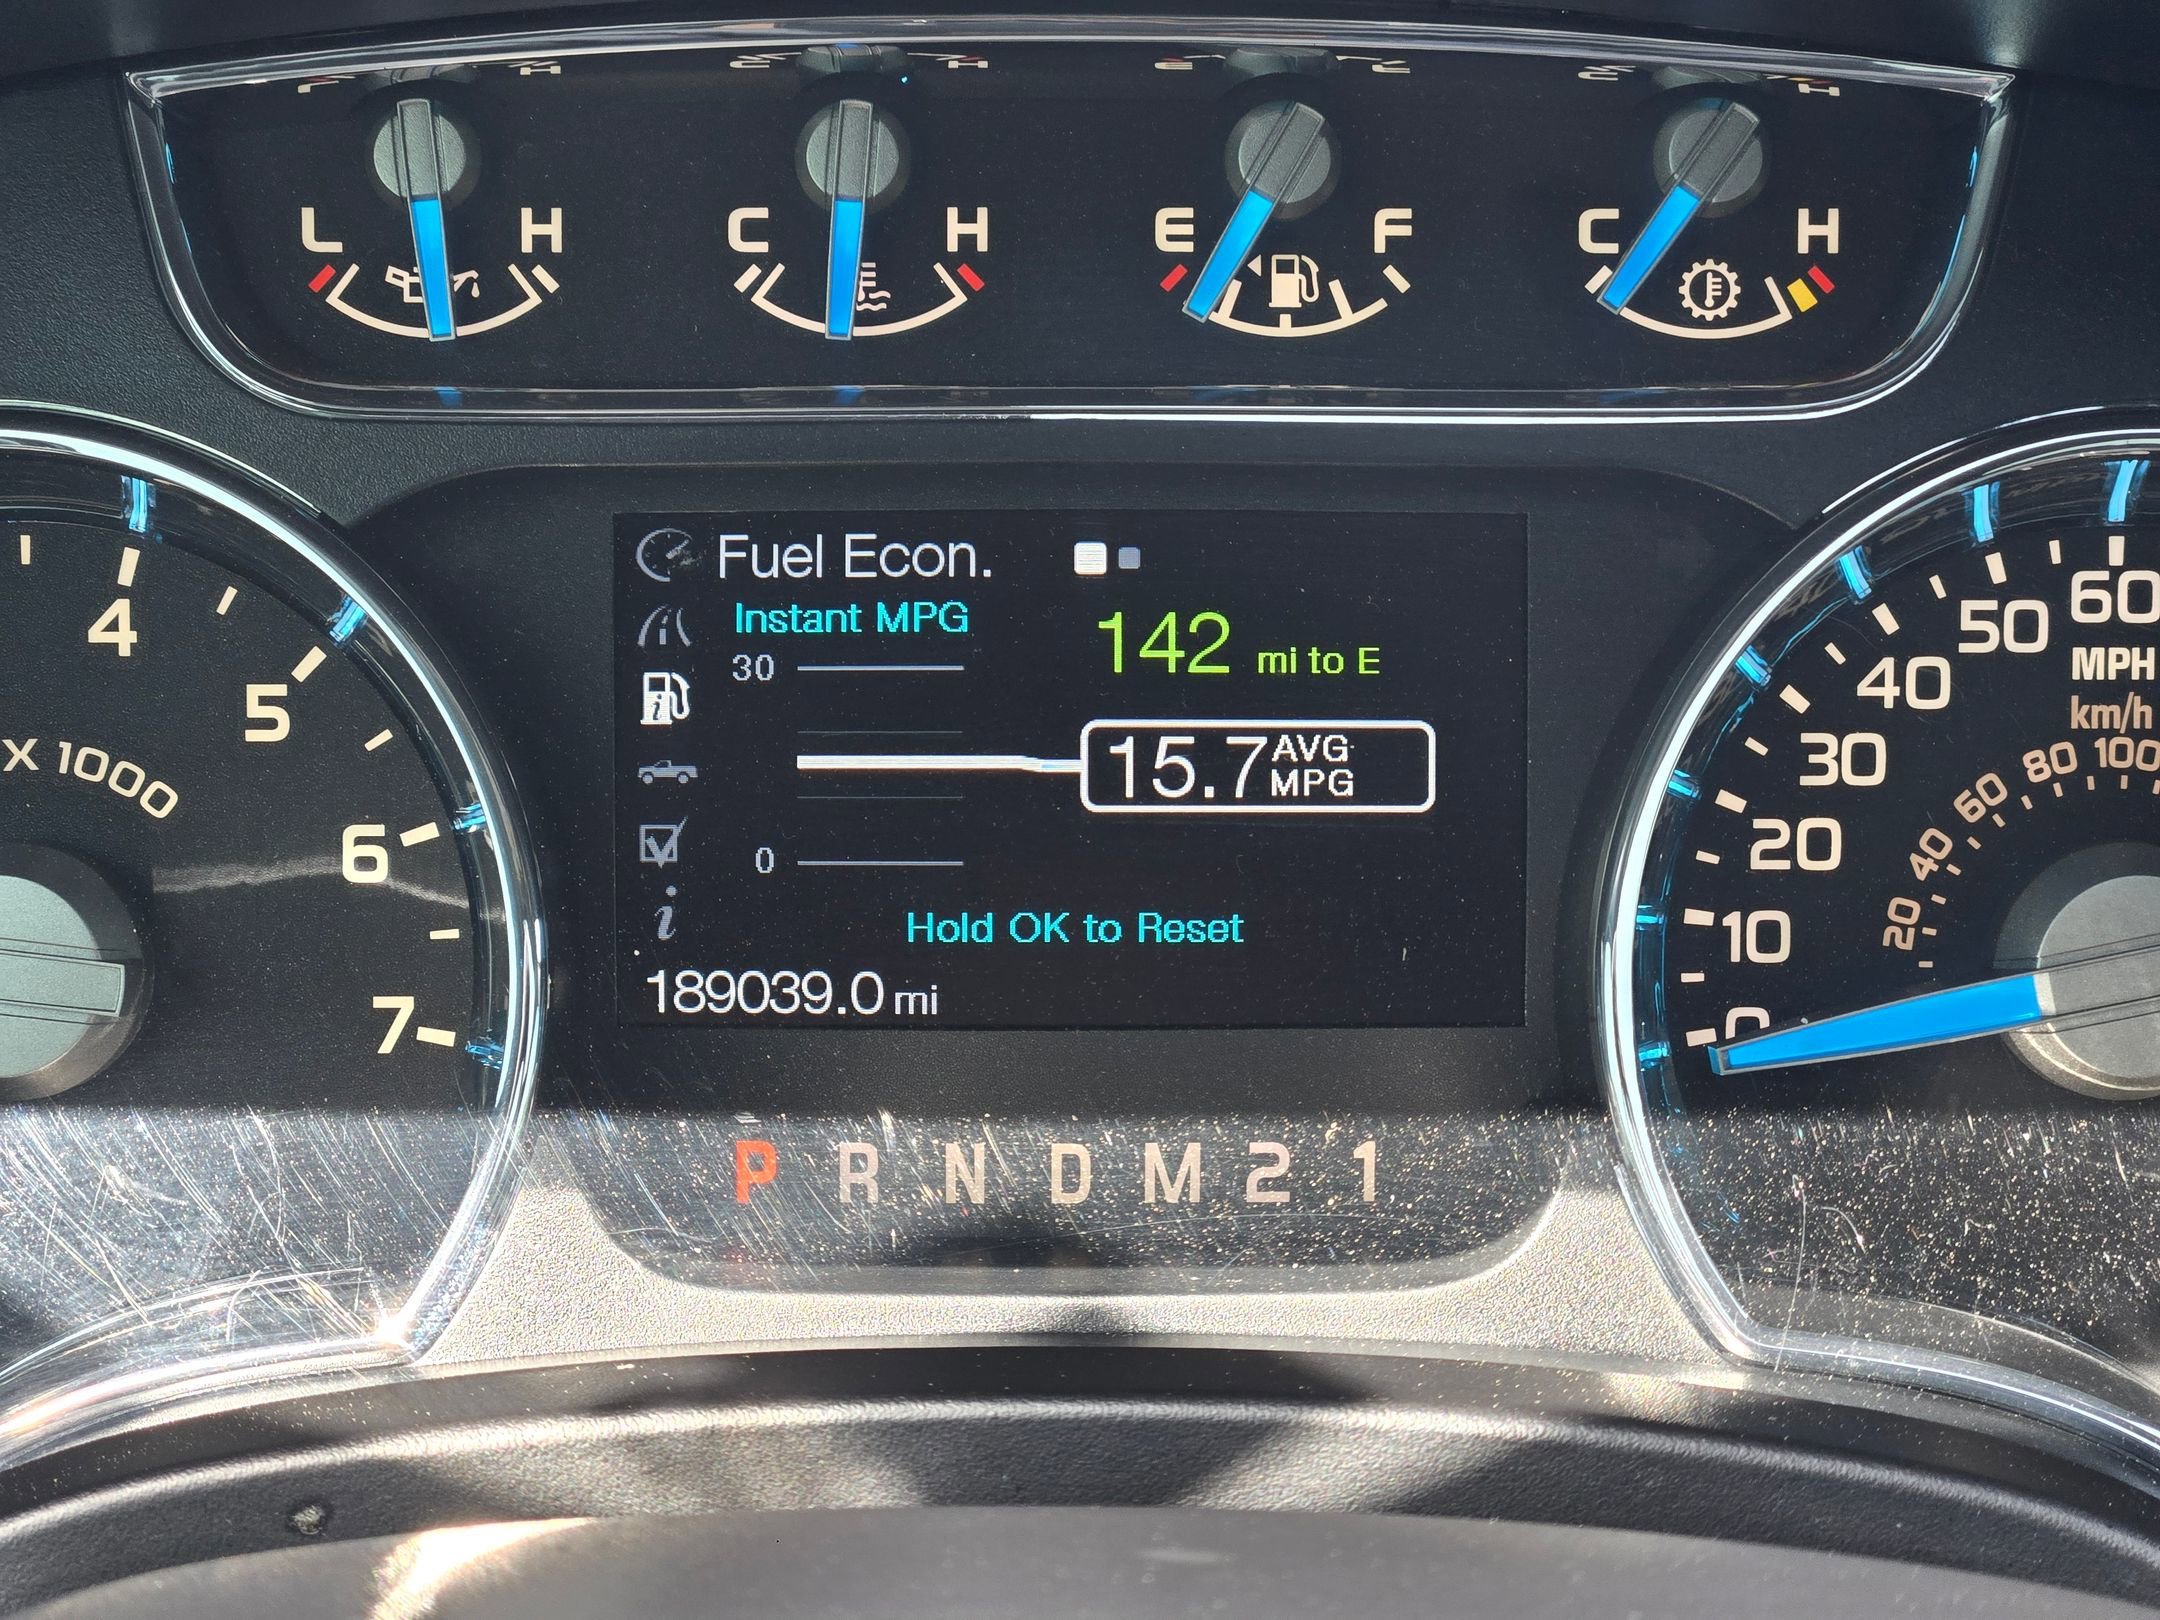 L H C H E F C H
4
5
6
7
X 1000
Fuel Econ.
Instant MPG
30
0
142 mi to E
15.7 AVG MPG
Hold OK to Reset
189039.0 mi
P R N D M 2 1
60
50
40
30
20
10
0
MPH
km/h
100
80
60
40
20